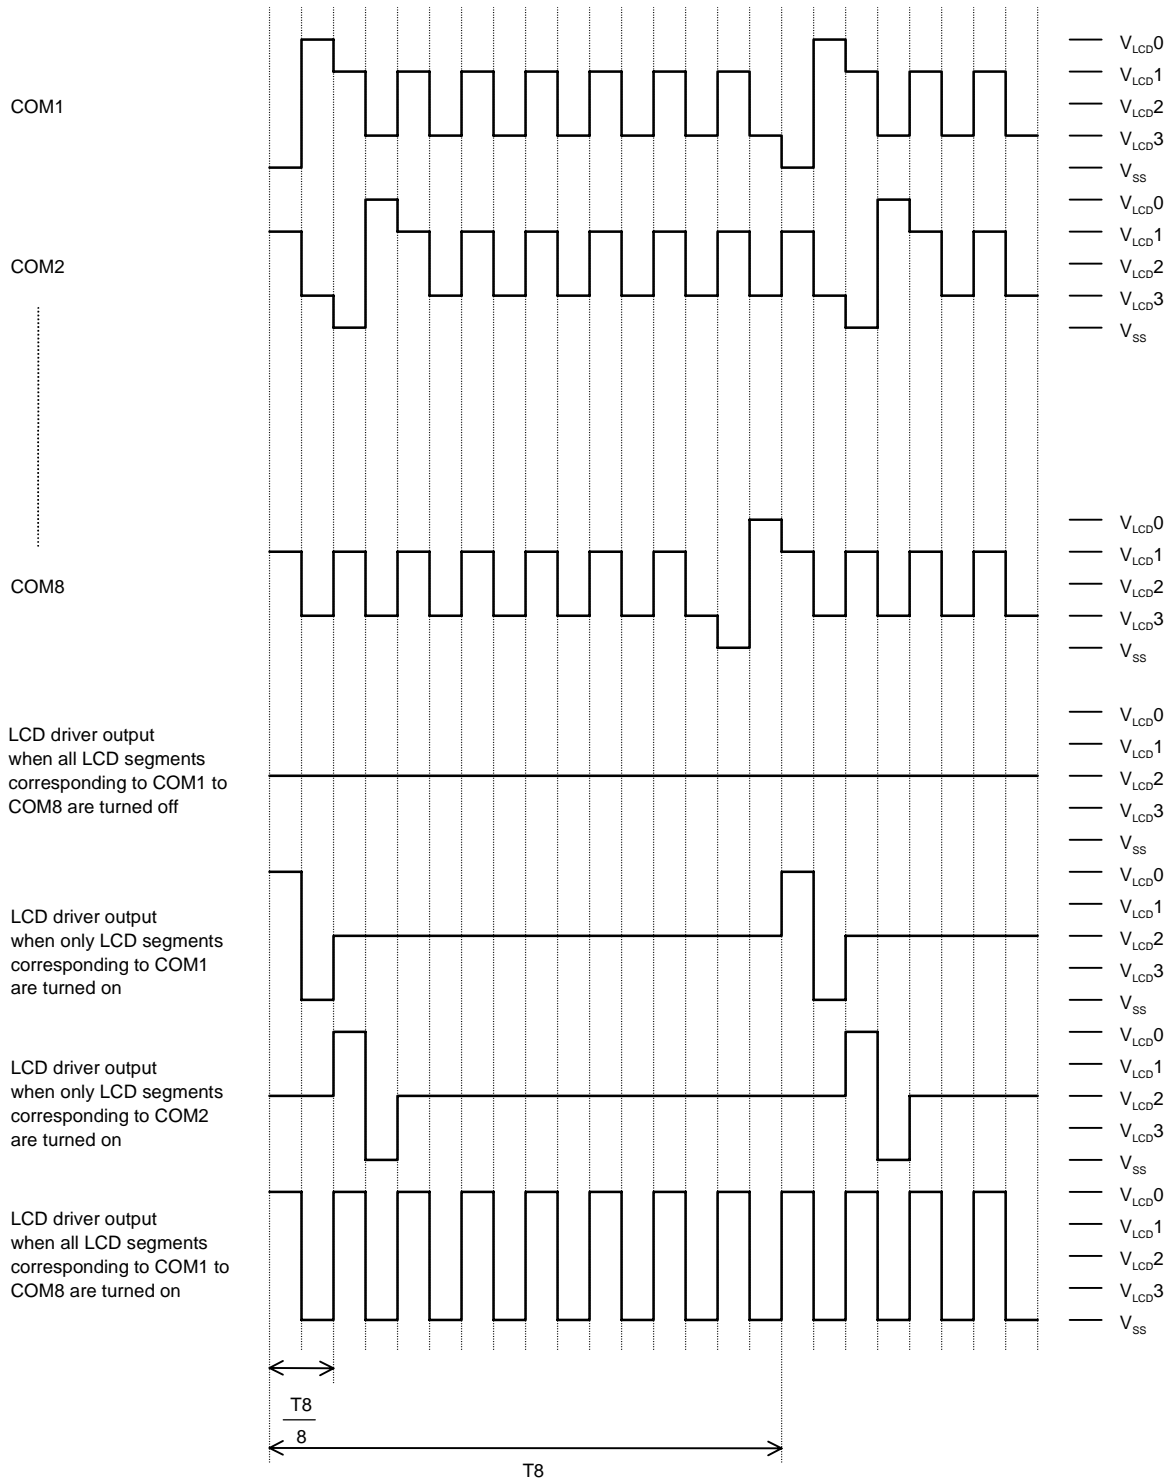 V_LCD0
V_LCD1
COM1
V_LCD2
V_LCD3
V_SS
V_LCD0
V_LCD1
COM2
V_LCD2
V_LCD3
V_SS
V_LCD0
V_LCD1
COM8
V_LCD2
V_LCD3
V_SS
LCD driver output
when all LCD segments
corresponding to COM1 to
COM8 are turned off
V_LCD0
V_LCD1
V_LCD2
V_LCD3
V_SS
LCD driver output
when only LCD segments
corresponding to COM1
are turned on
V_LCD0
V_LCD1
V_LCD2
V_LCD3
V_SS
LCD driver output
when only LCD segments
corresponding to COM2
are turned on
V_LCD0
V_LCD1
V_LCD2
V_LCD3
V_SS
LCD driver output
when all LCD segments
corresponding to COM1 to
COM8 are turned on
V_LCD0
V_LCD1
V_LCD2
V_LCD3
V_SS
T8
8
T8